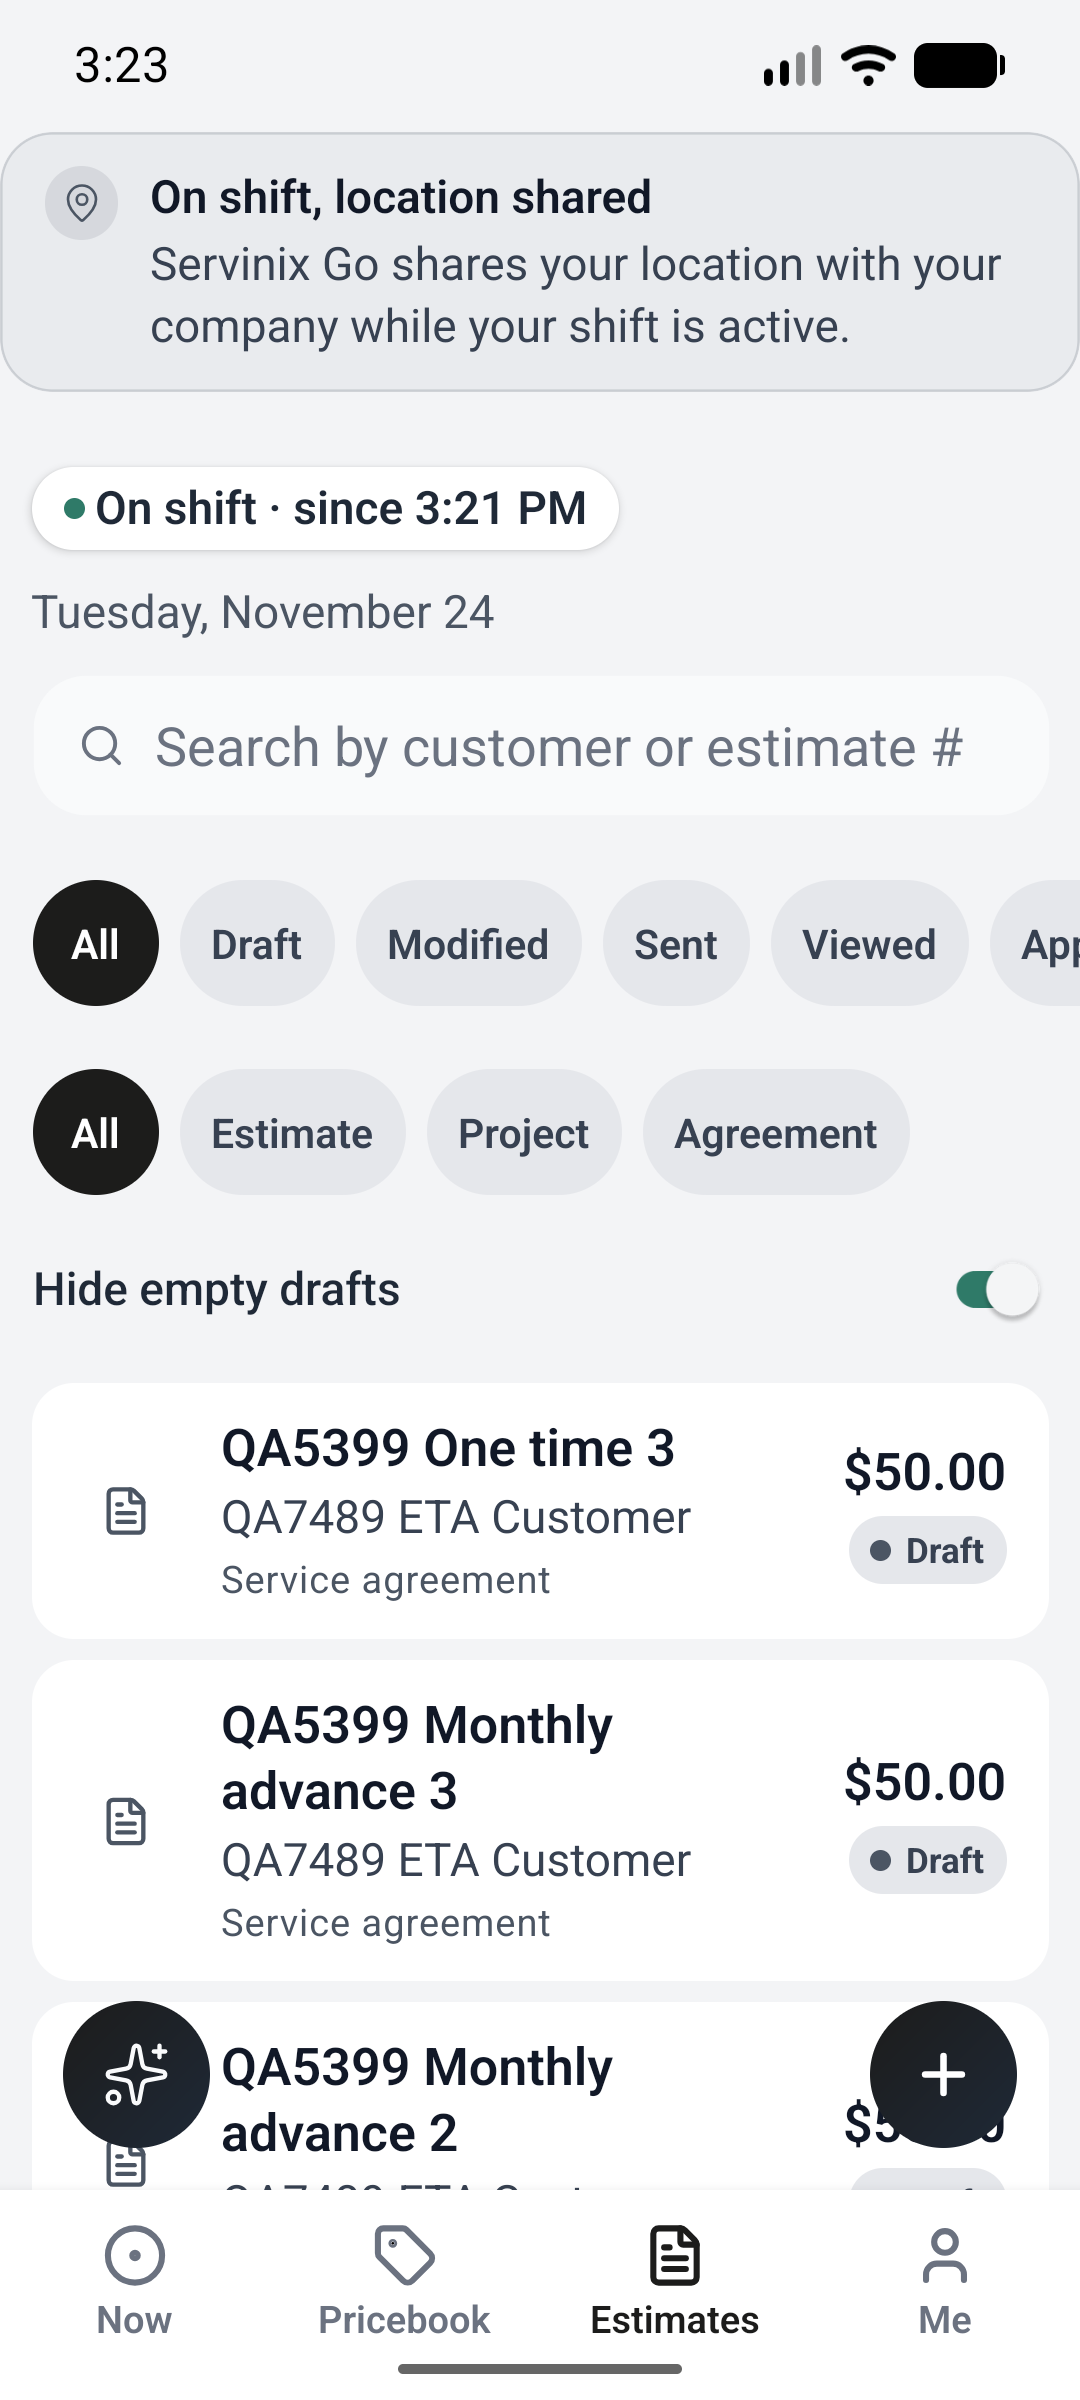 3:23
On shift, location shared
Servinix Go shares your location with your
company while your shift is active.
On shift · since 3:21 PM
Tuesday, November 24
Search by customer or estimate #
All Draft Modified Sent Viewed
All Estimate Project Agreement
Hide empty drafts
QA5399 One time 3
$50.00
QA7489 ETA Customer
Draft
Service agreement
QA5399 Monthly
advance 3
$50.00
QA7489 ETA Customer
Draft
Service agreement
QA5399 Monthly
advance 2
Now Pricebook Estimates Me